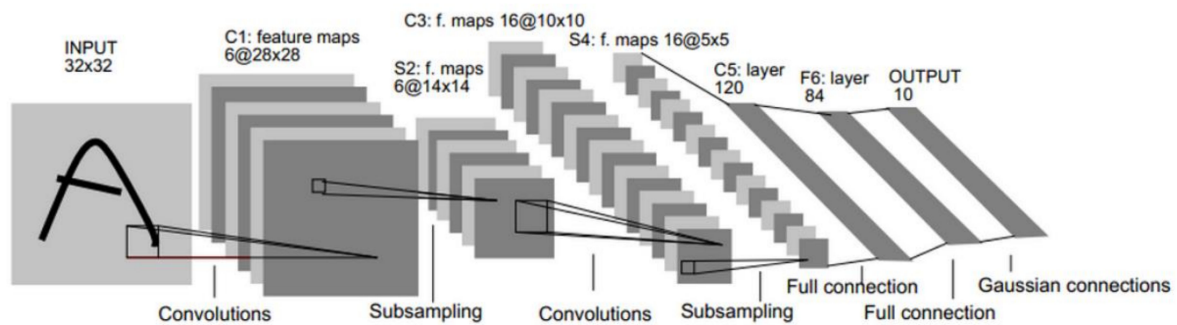 INPUT
32x32
C1: feature maps
6@28x28
S2: f. maps
6@14x14
C3: f. maps 16@10x10
S4: f. maps 16@5x5
C5: layer
120
F6: layer
84
OUTPUT
10
Convolutions
Subsampling
Convolutions
Subsampling
Full connection
Full connection
Gaussian connections